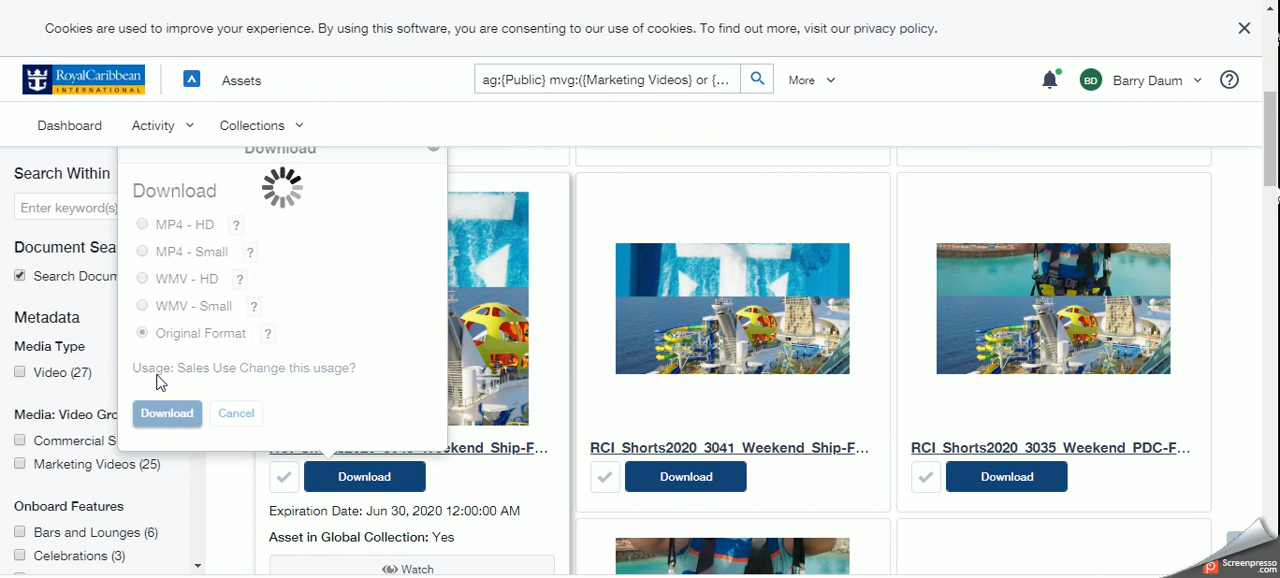 Cookies are used to improve your experience. By using this software, you are consenting to our use of cookies. To find out more, visit our privacy policy.
RoyalCaribbean
INTERNATIONAL
Assets
ag:{Public} mvg:({Marketing Videos} or {...
More
BD
Barry Daum
Dashboard
Activity
Collections
Search Within
Enter keyword(s)
Document Sea
Search Docum
Metadata
Media Type
Video (27)
Media: Video Gro
Commercial S
Marketing Videos (25)
Onboard Features
Bars and Lounges (6)
Celebrations (3)
Download
Download
MP4 - HD ?
MP4 - Small ?
WMV - HD ?
WMV - Small ?
Original Format ?
Usage: Sales Use Change this usage?
Download
Cancel
ekend_Ship-F...
Download
Expiration Date: Jun 30, 2020 12:00:00 AM
Asset in Global Collection: Yes
Watch
RCI_Shorts2020_3041_Weekend_Ship-F...
Download
RCI_Shorts2020_3035_Weekend_PDC-F...
Download
Screenpresso
.com